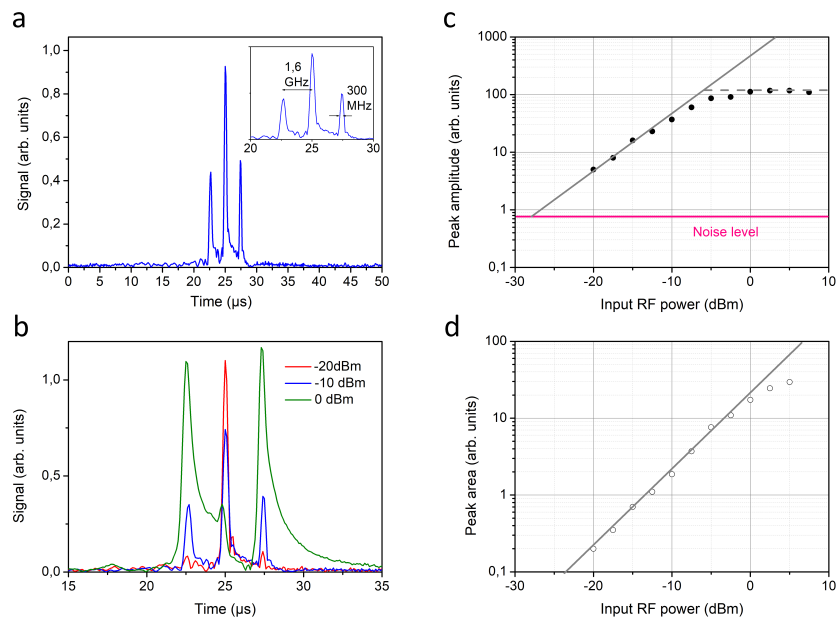 a
Signal (arb. units)
1,0
0,8
0,6
0,4
0,2
0,0
0 5 10 15 20 25 30 35 40 45 50
Time (µs)
1,6
GHz
300
MHz
20 25 30
b
Signal (arb. units)
1,0
0,5
0,0
15 20 25 30 35
Time (µs)
-20dBm
-10 dBm
0 dBm
c
Peak amplitude (arb. units)
1000
100
10
1
0,1
-30 -20 -10 0 10
Input RF power (dBm)
Noise level
d
Peak area (arb. units)
100
10
1
0,1
-30 -20 -10 0 10
Input RF power (dBm)